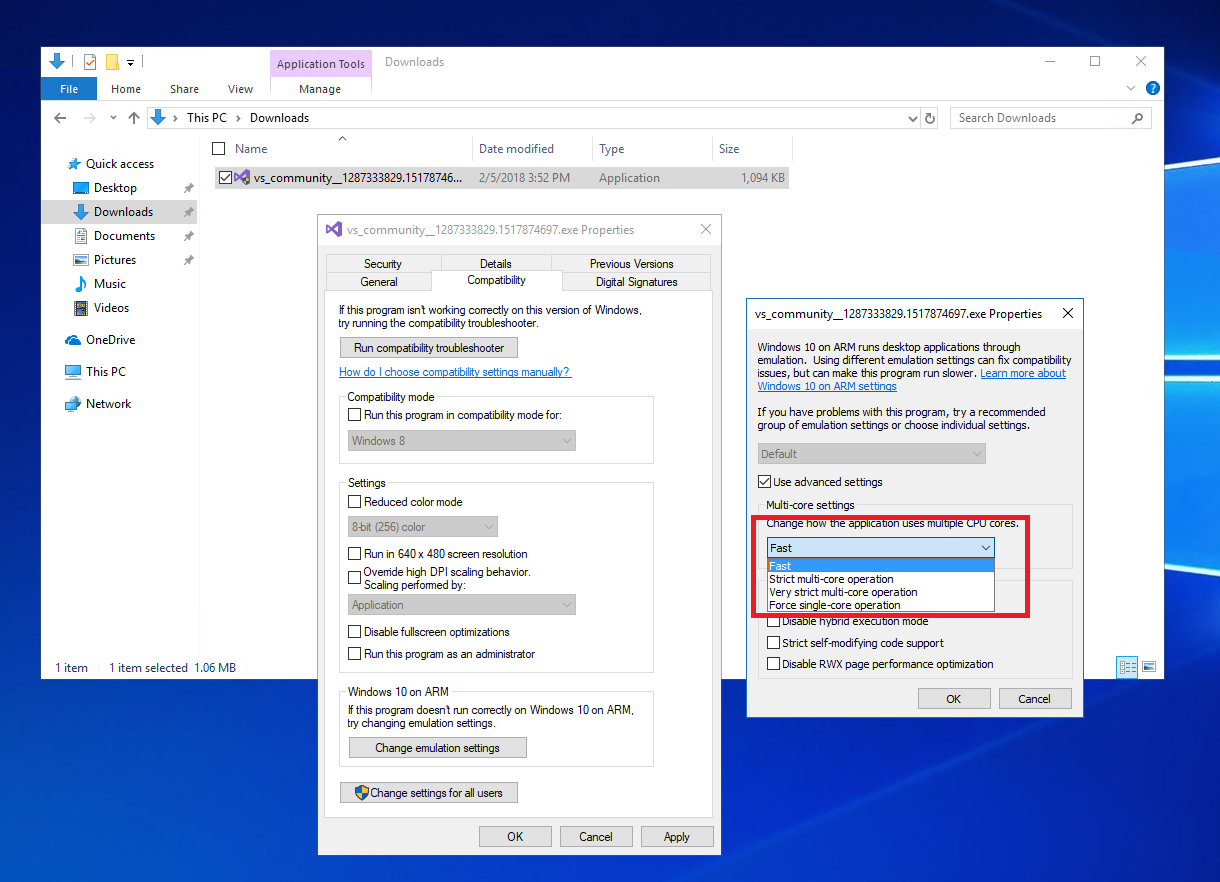 Application Tools
Downloads
File
Home
Share
View
Manage
This PC
Downloads
Search Downloads
Quick access
Desktop
Downloads
Documents
Pictures
Music
Videos
OneDrive
This PC
Network
Name
Date modified
Type
Size
vs_community__1287333829.15178746...
2/5/2018 3:52 PM
Application
1,094 KB
1 item
1 item selected
1.06 MB
vs_community__1287333829.1517874697.exe Properties
Security
Details
Previous Versions
General
Compatibility
Digital Signatures
If this program isn't working correctly on this version of Windows,
try running the compatibility troubleshooter.
Run compatibility troubleshooter
How do I choose compatibility settings manually?
Compatibility mode
Run this program in compatibility mode for:
Windows 8
Settings
Reduced color mode
8-bit (256) color
Run in 640 x 480 screen resolution
Override high DPI scaling behavior.
Scaling performed by:
Application
Disable fullscreen optimizations
Run this program as an administrator
Windows 10 on ARM
If this program doesn't run correctly on Windows 10 on ARM,
try changing emulation settings.
Change emulation settings
Change settings for all users
OK
Cancel
Apply
vs_community__1287333829.1517874697.exe Properties
Windows 10 on ARM runs desktop applications through
emulation. Using different emulation settings can fix compatibility
issues, but can make this program run slower. Learn more about
Windows 10 on ARM settings
If you have problems with this program, try a recommended
group of emulation settings or choose individual settings.
Default
Use advanced settings
Multi-core settings
Change how the application uses multiple CPU cores.
Fast
Fast
Strict multi-core operation
Very strict multi-core operation
Force single-core operation
Disable hybrid execution mode
Strict self-modifying code support
Disable RWX page performance optimization
OK
Cancel